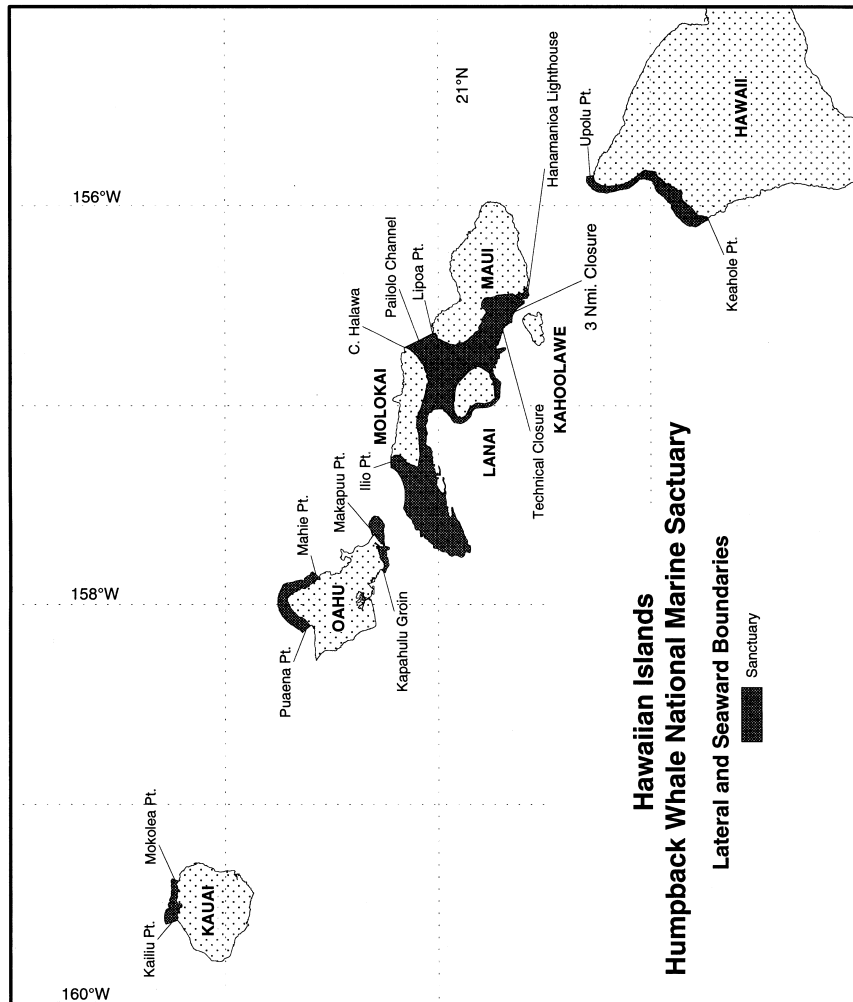 Hawaiian Islands
Humpback Whale National Marine Sactuary
Lateral and Seaward Boundaries
Sanctuary
160°W
158°W
156°W
21°N
Kailiu Pt.
Mokolea Pt.
KAUAI
Puaena Pt.
Mahie Pt.
OAHU
Kapahulu Groin
Makapuu Pt.
Ilio Pt.
MOLOKAI
C. Halawa
Pailolo Channel
Lipoa Pt.
MAUI
LANAI
KAHOOLAWE
Technical Closure
3 Nmi. Closure
Hanamanioa Lighthouse
Upolu Pt.
HAWAII
Keahole Pt.